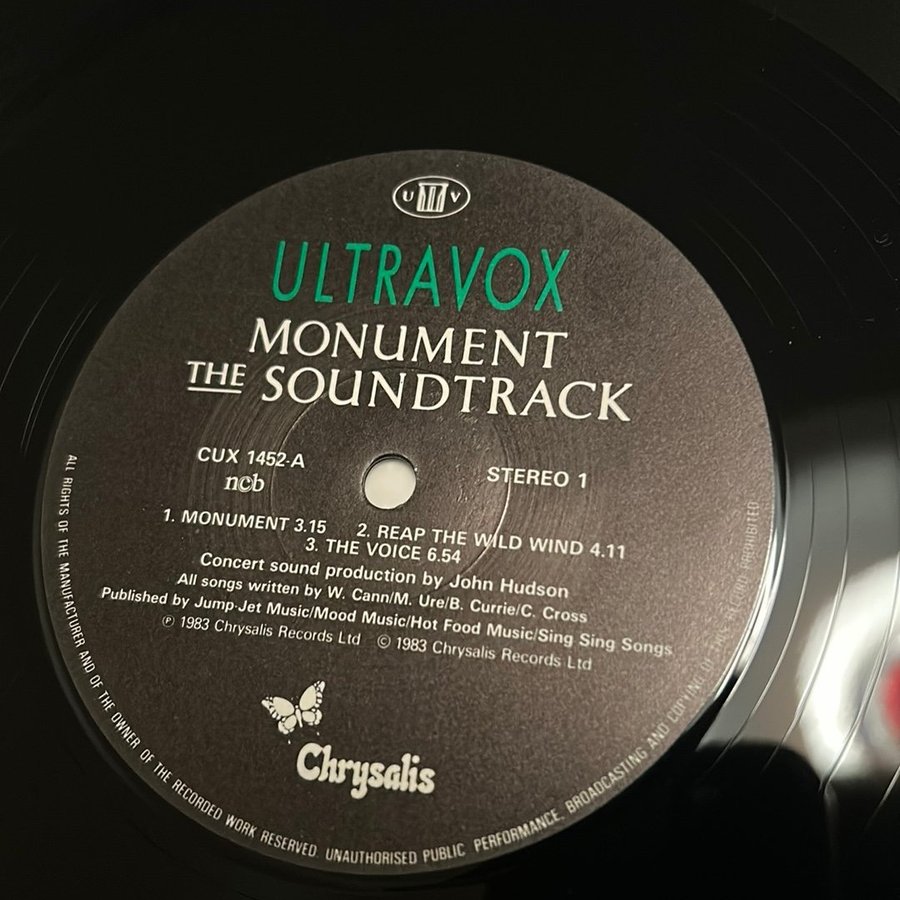 U V
ULTRAVOX
MONUMENT
THE SOUNDTRACK
CUX 1452-A
ncb
STEREO 1
1. MONUMENT 3.15 2. REAP THE WILD WIND 4.11
3. THE VOICE 6.54
Concert sound production by John Hudson
All songs written by W. Cann/M. Ure/B. Currie/C. Cross
Published by Jump-Jet Music/Mood Music/Hot Food Music/Sing Sing Songs
℗ 1983 Chrysalis Records Ltd © 1983 Chrysalis Records Ltd
Chrysalis
ALL RIGHTS OF THE MANUFACTURER AND OF THE OWNER OF THE RECORDED WORK RESERVED. UNAUTHORISED PUBLIC PERFORMANCE, BROADCASTING AND COPYING OF THIS RECORD PROHIBITED